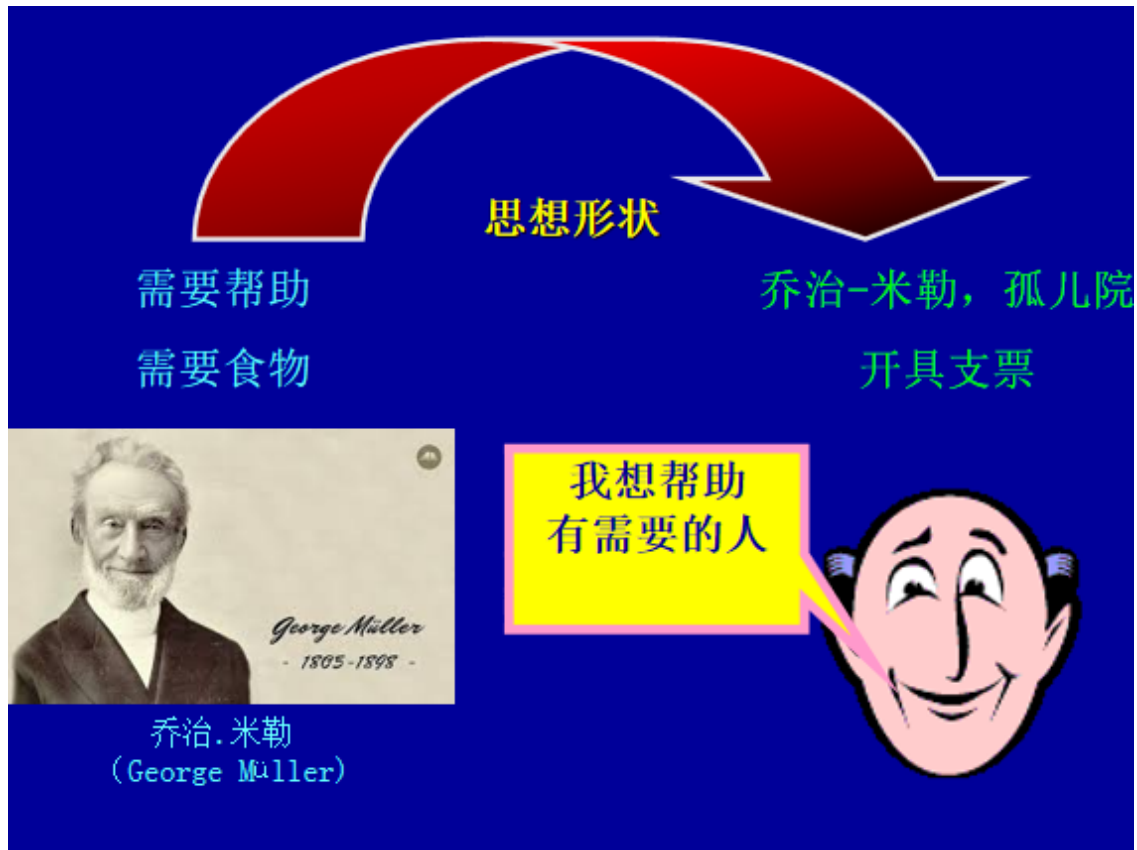 思想形状
需要帮助
乔治-米勒，孤儿院
需要食物
开具支票
我想帮助
有需要的人
George Müller
- 1805-1898 -
乔治.米勒
(George Müller)